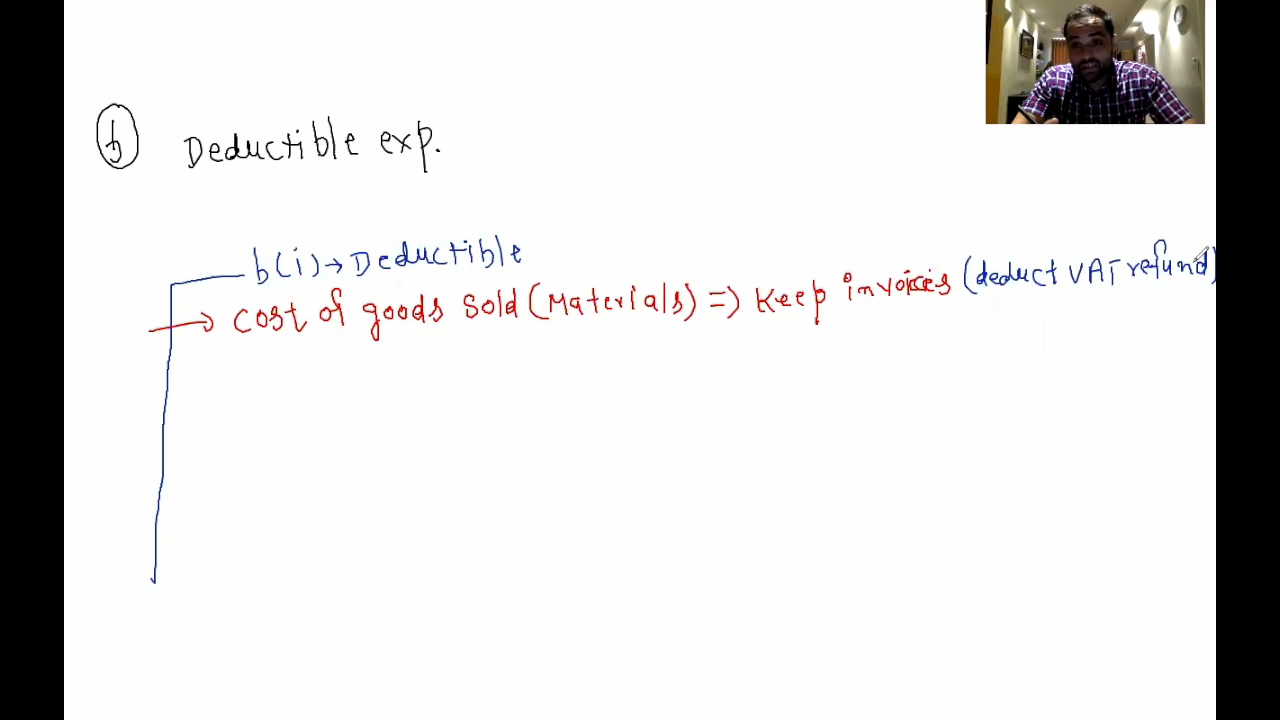 b Deductible exp.
b(i) → Deductible
→ cost of goods sold (Materials) => Keep invoices (deduct VAT refund)